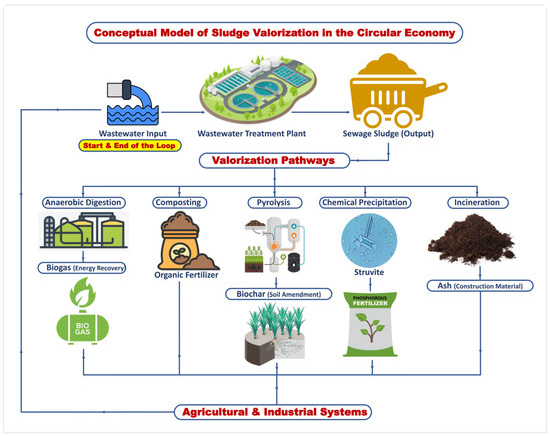 Conceptual Model of Sludge Valorization in the Circular Economy
Wastewater Input
Wastewater Treatment Plant
Sewage Sludge (Output)
Start & End of the Loop
Valorization Pathways
Anaerobic Digestion
Composting
Pyrolysis
Chemical Precipitation
Incineration
Biogas (Energy Recovery)
Organic Fertilizer
Struvite
Biochar (Soil Amendment)
Ash (Construction Material)
PHOSPHOROUS
FERTILIZER
BIO
GAS
Agricultural & Industrial Systems